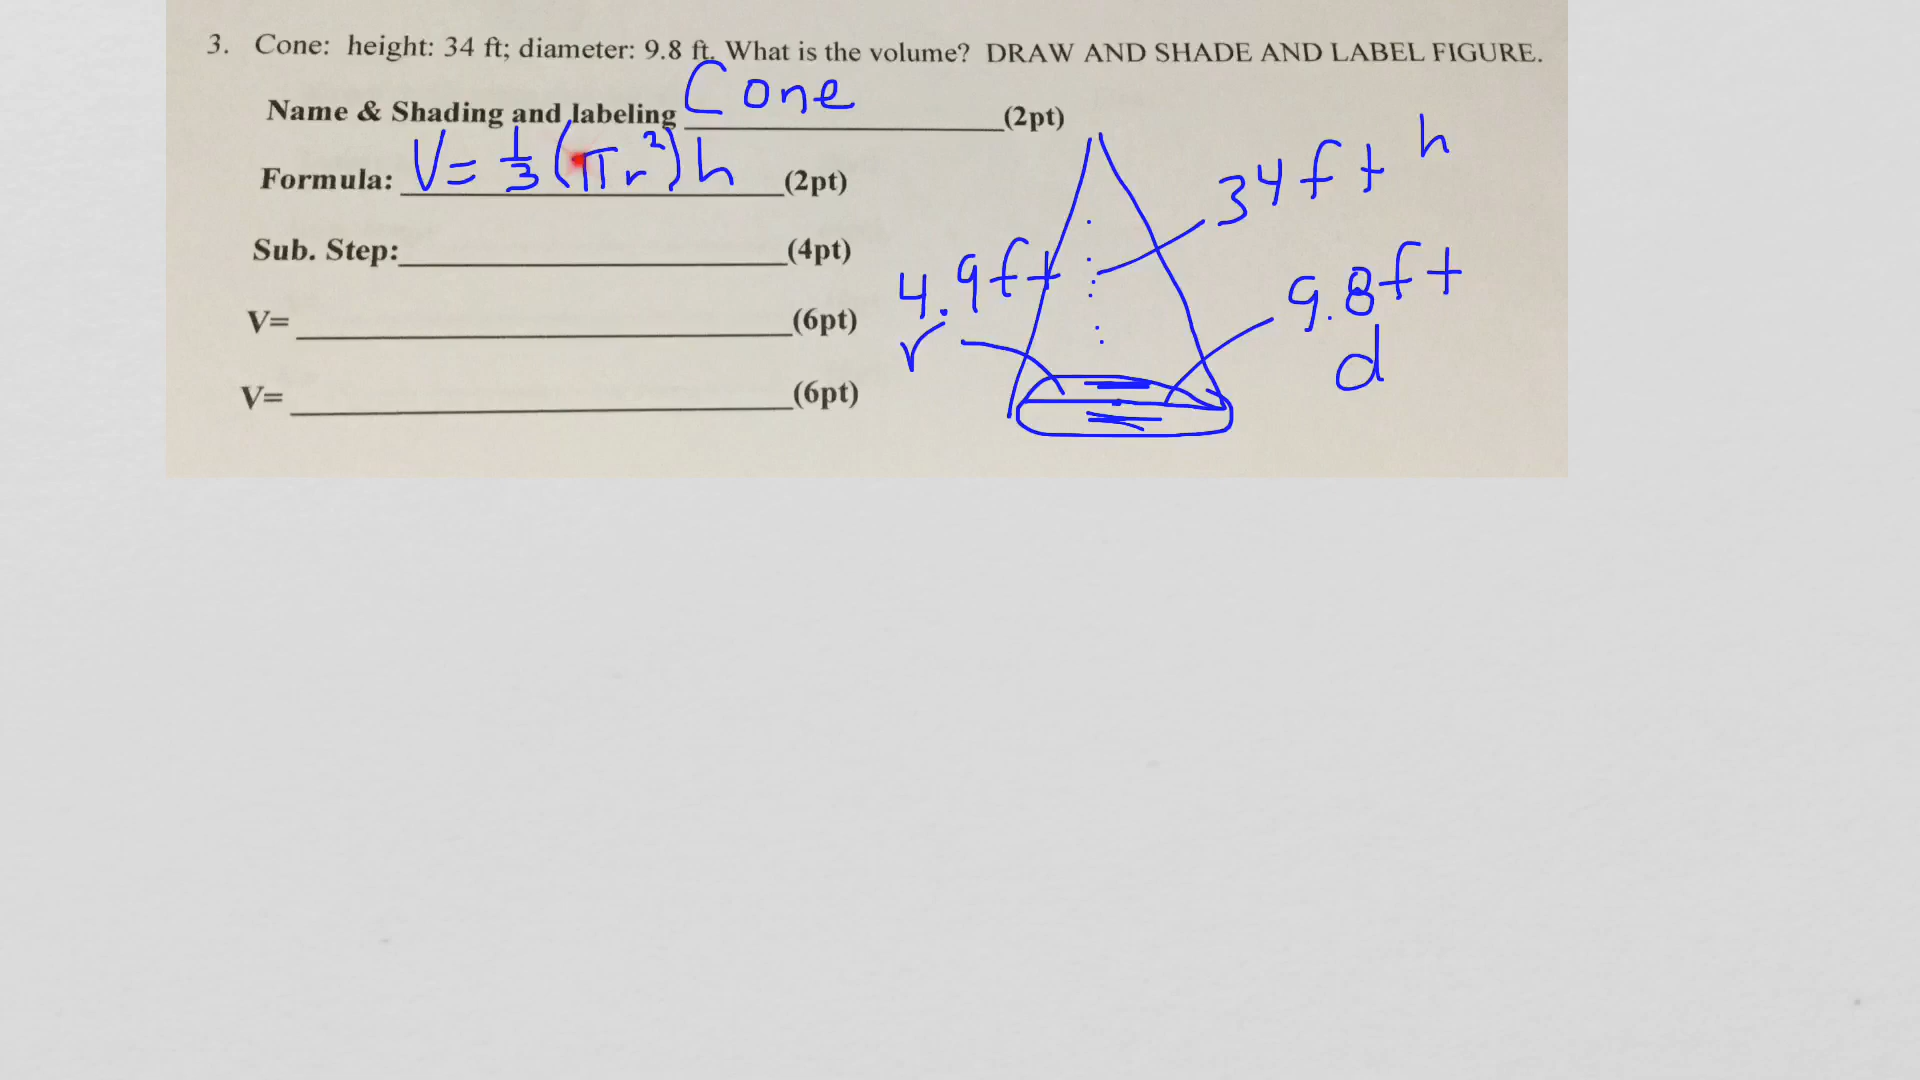 3. Cone: height: 34 ft; diameter: 9.8 ft. What is the volume? DRAW AND SHADE AND LABEL FIGURE.
Name & Shading and labeling Cone (2pt)
Formula: V = 1/3 (πr²)h (2pt)
Sub. Step: (4pt)
V= (6pt)
V= (6pt)
34ft h
4.9ft
r
9.8ft
d